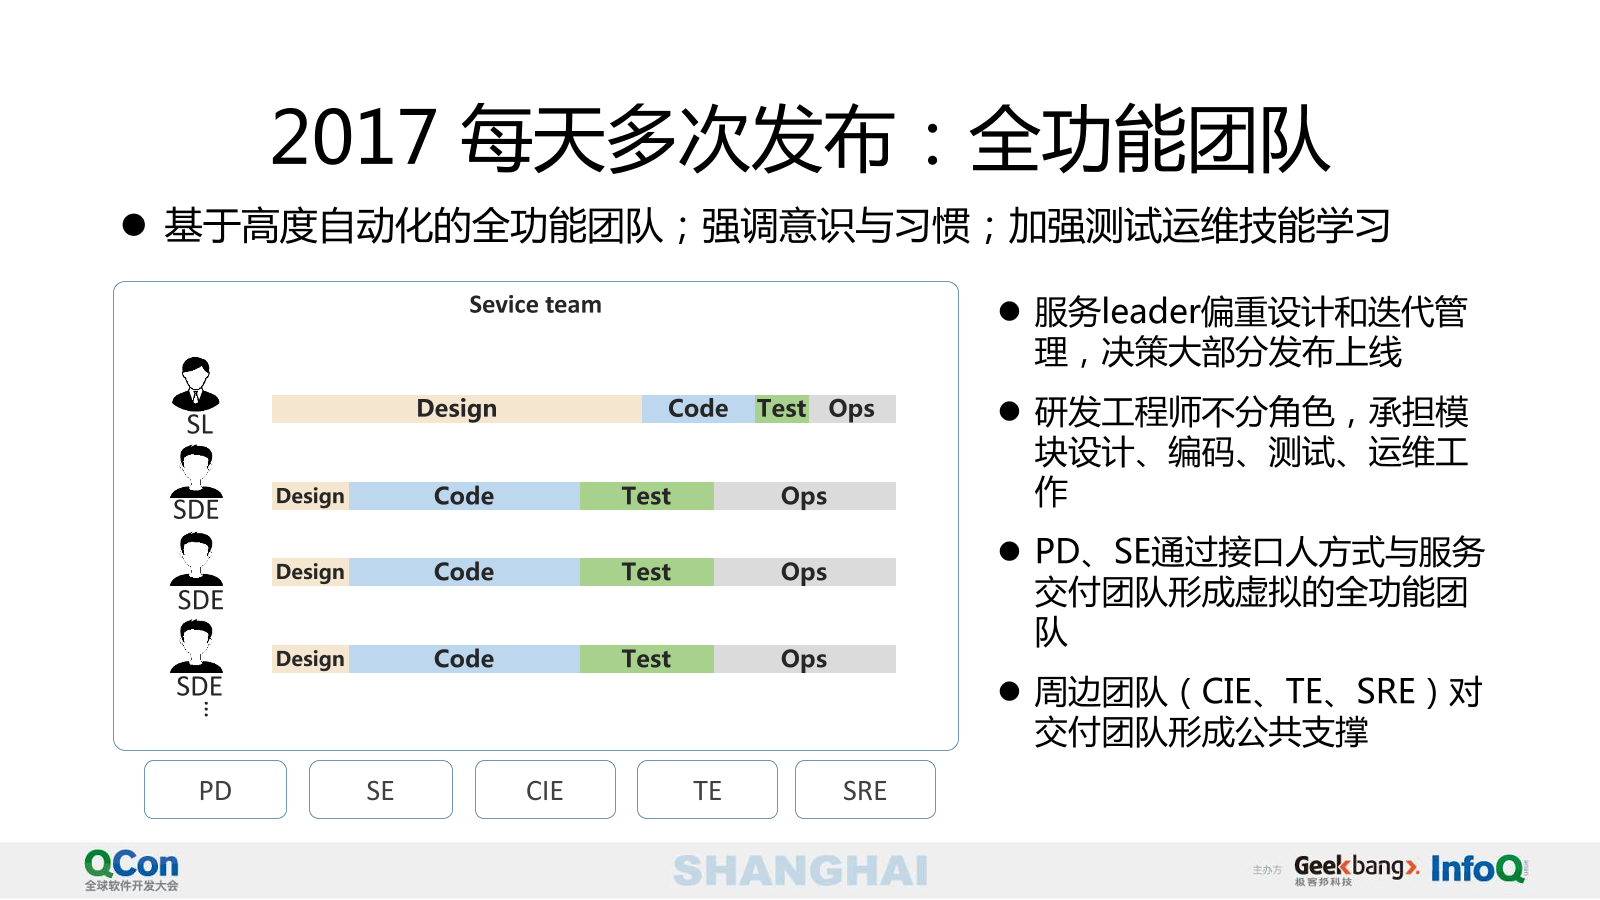 2017 每天多次发布：全功能团队
● 基于高度自动化的全功能团队；强调意识与习惯；加强测试运维技能学习
Sevice team
SL
Design Code Test Ops
SDE
Design Code Test Ops
SDE
Design Code Test Ops
SDE
Design Code Test Ops
...
PD SE CIE TE SRE
● 服务leader偏重设计和迭代管
理，决策大部分发布上线
● 研发工程师不分角色，承担模
块设计、编码、测试、运维工
作
● PD、SE通过接口人方式与服务
交付团队形成虚拟的全功能团
队
● 周边团队（CIE、TE、SRE）对
交付团队形成公共支撑
QCon
全球软件开发大会
SHANGHAI
主办方
Geekbang>.
极客邦科技
InfoQ